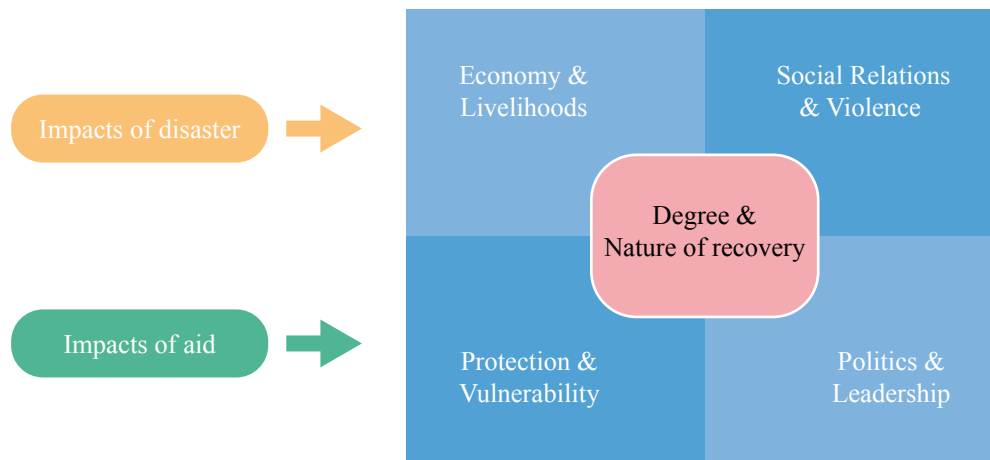 Economy &
Livelihoods
Social Relations
& Violence
Impacts of disaster
Degree &
Nature of recovery
Impacts of aid
Protection &
Vulnerability
Politics &
Leadership